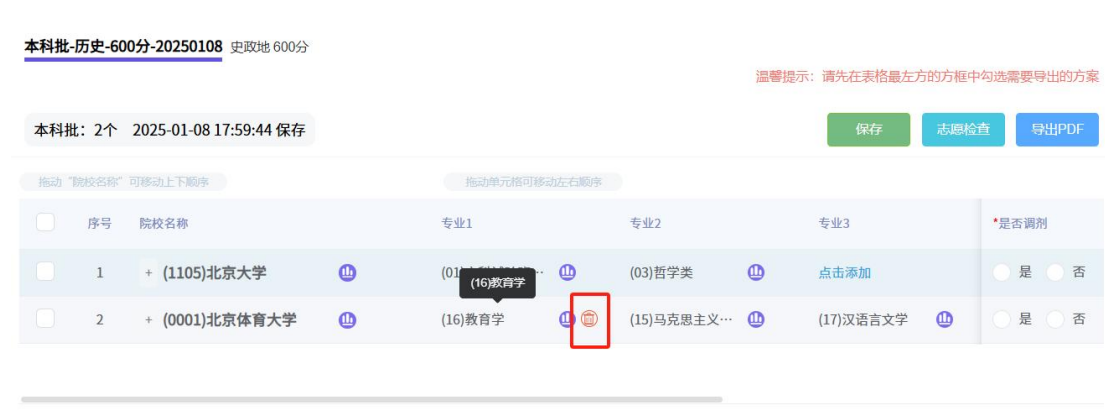 本科批-历史-600分-20250108 史政地 600分
温馨提示：请先在表格最左方的方框中勾选需要导出的方案
本科批：2个 2025-01-08 17:59:44 保存 保存 志愿检查 导出PDF
拖动“院校名称”可移动上下顺序 拖动单元格可移动左右顺序
序号 院校名称 专业1 专业2 专业3 *是否调剂
1 + (1105)北京大学 (01) … (03)哲学类 点击添加 是 否
(16)教育学
2 + (0001)北京体育大学 (16)教育学 (15)马克思主义… (17)汉语言文学 是 否